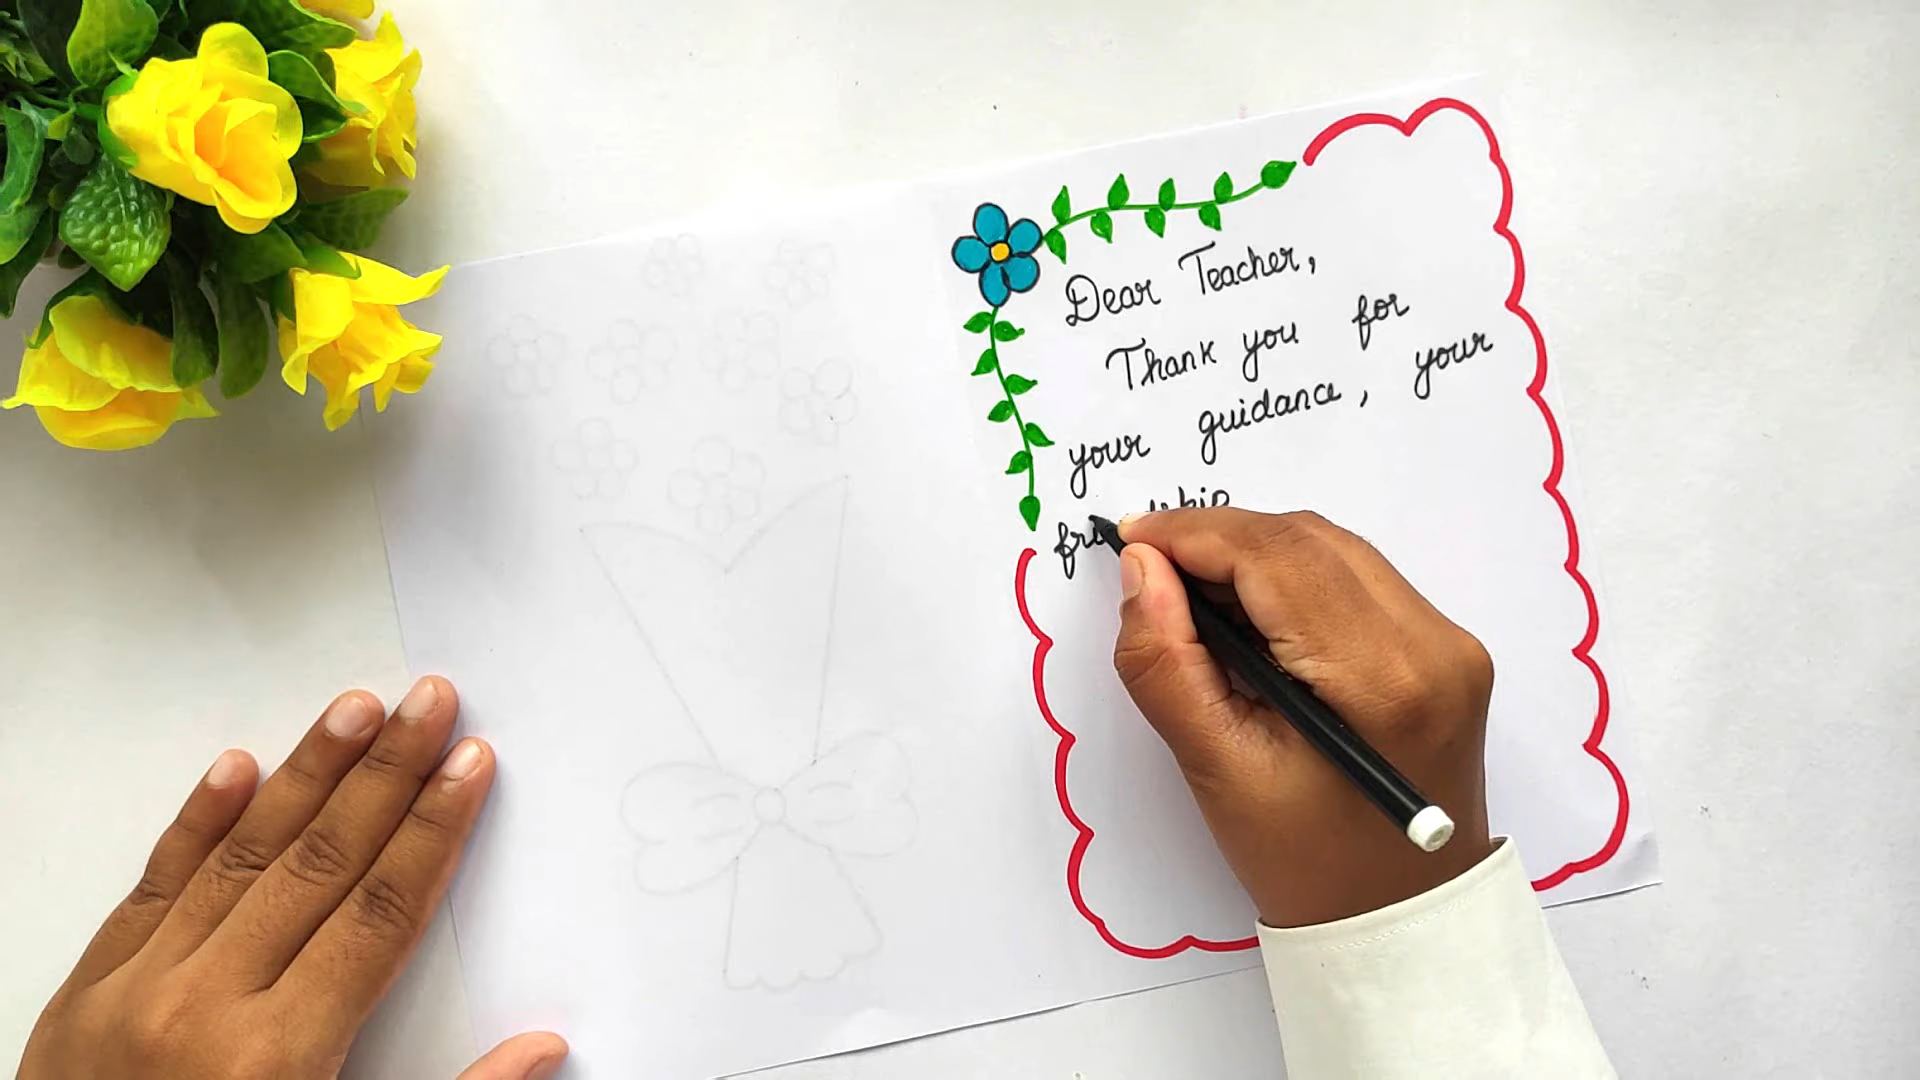 Dear Teacher,
Thank you for
your guidance, your